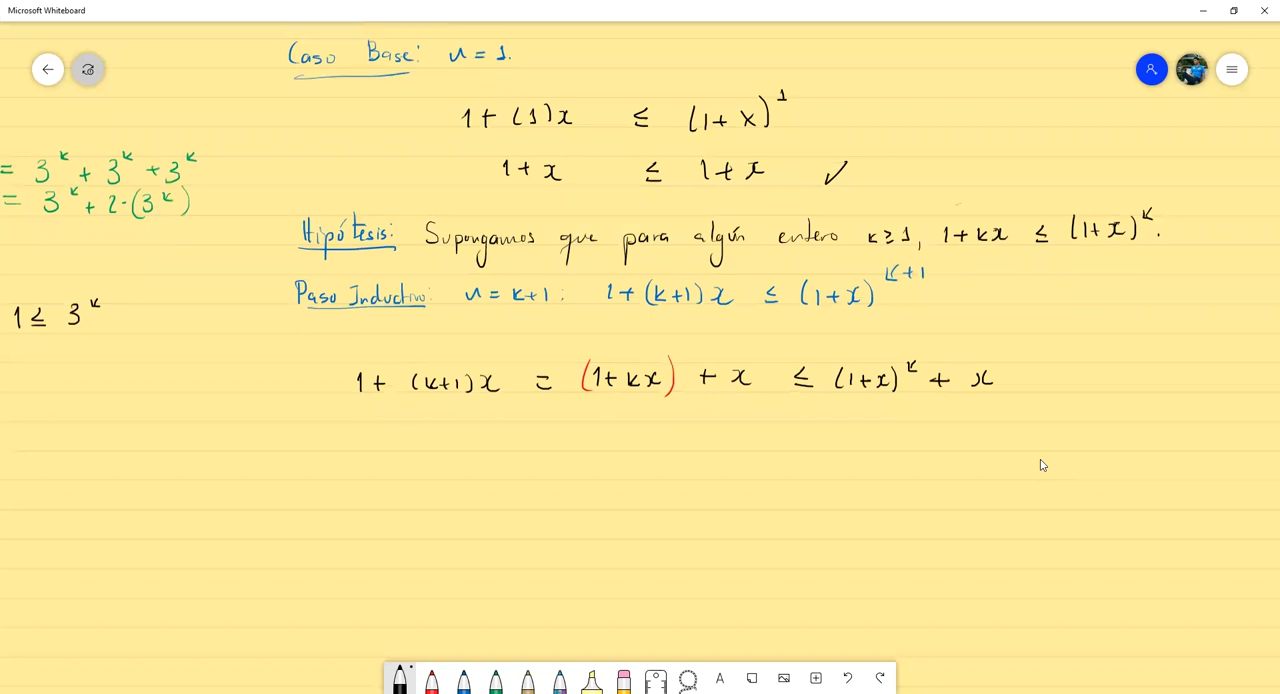 Microsoft Whiteboard
Caso Base: n = 1.
1 + (1)x ≤ (1+x)^1
1 + x ≤ 1 + x ✓
= 3^k + 3^k + 3^k
= 3^k + 2·(3^k)
Hipótesis: Supongamos que para algún entero k ≥ 1, 1 + kx ≤ (1+x)^k.
Paso Inductivo: n = k+1: 1 + (k+1)x ≤ (1+x)^k+1
1 ≤ 3^k
1 + (k+1)x = (1+kx) + x ≤ (1+x)^k + x
A